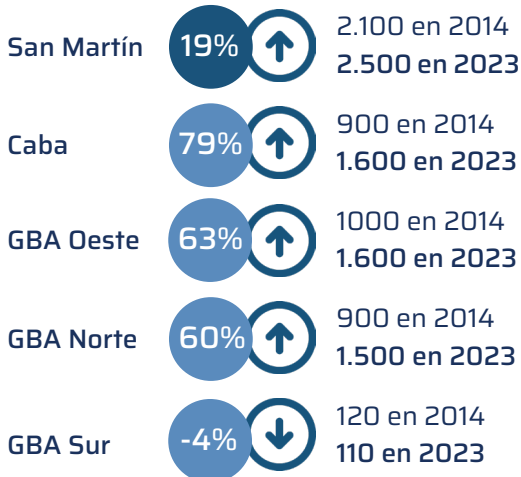 San Martín
19%
2.100 en 2014
2.500 en 2023
Caba
79%
900 en 2014
1.600 en 2023
GBA Oeste
63%
1000 en 2014
1.600 en 2023
GBA Norte
60%
900 en 2014
1.500 en 2023
GBA Sur
-4%
120 en 2014
110 en 2023